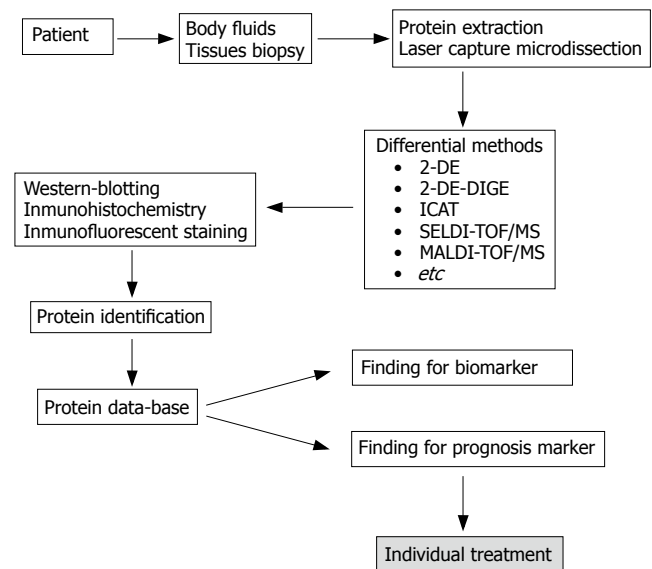 Patient
Body fluids
Tissues biopsy
Protein extraction
Laser capture microdissection
Differential methods
• 2-DE
• 2-DE-DIGE
• ICAT
• SELDI-TOF/MS
• MALDI-TOF/MS
• etc
Western-blotting
Inmunohistochemistry
Inmunofluorescent staining
Protein identification
Protein data-base
Finding for biomarker
Finding for prognosis marker
Individual treatment